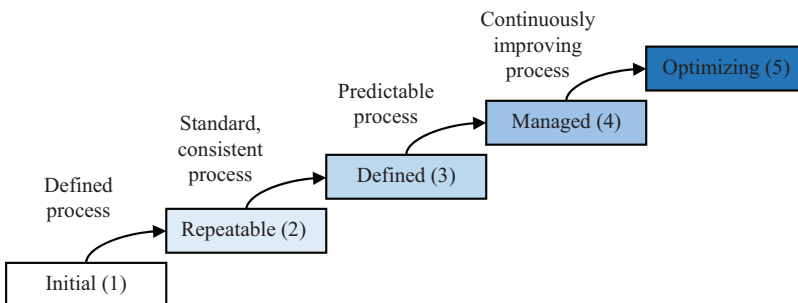 Continuously
improving
process
Optimizing (5)
Predictable
process
Managed (4)
Standard,
consistent
process
Defined (3)
Defined
process
Repeatable (2)
Initial (1)